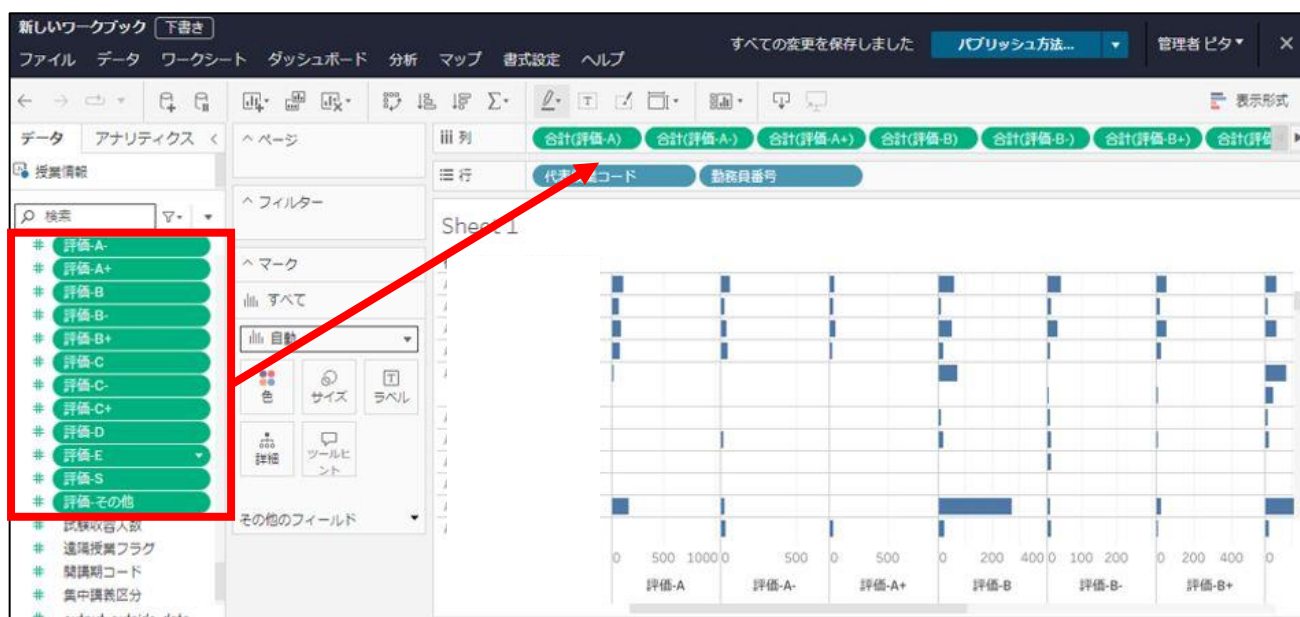 新しいワークブック 下書き
ファイル データ ワークシート ダッシュボード 分析 マップ 書式設定 ヘルプ
すべての変更を保存しました パブリッシュ方法... 管理者 ピタ
表示形式
データ アナリティクス
授業情報
検索
評価-A-
評価-A+
評価-B
評価-B-
評価-B+
評価-C
評価-C-
評価-C+
評価-D
評価-E
評価-S
評価-その他
試験収容人数
遠隔授業フラグ
開講期コード
集中講義区分
ページ
フィルター
マーク
すべて
自動
色 サイズ ラベル
詳細 ツールヒント
その他のフィールド
列 合計(評価-A) 合計(評価-A-) 合計(評価-A+) 合計(評価-B) 合計(評価-B-) 合計(評価-B+) 合計(評価
行 コード 勤務員番号
Sheet 1
0 500 1000 0 500 0 500 0 200 400 0 100 200 0 200 400 0
評価-A 評価-A- 評価-A+ 評価-B 評価-B- 評価-B+